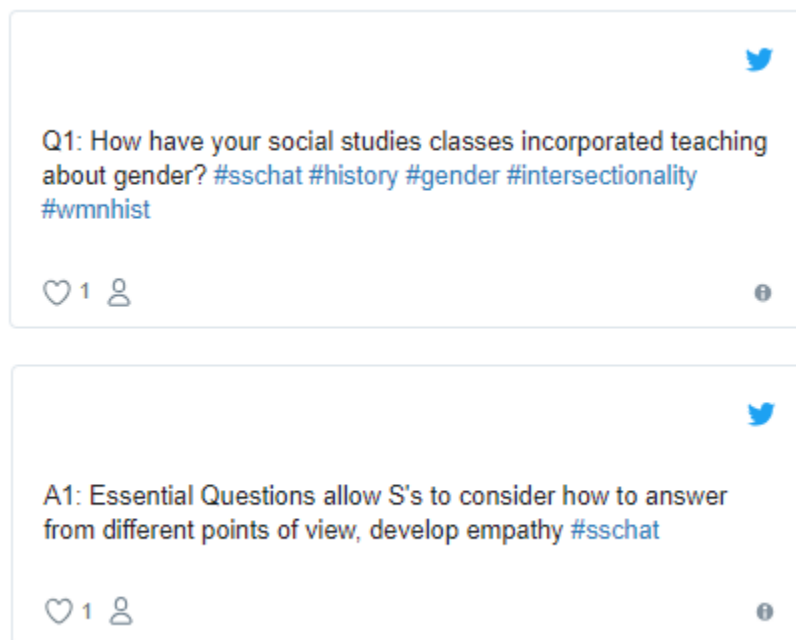 Q1: How have your social studies classes incorporated teaching
about gender? #sschat #history #gender #intersectionality
#wmnhist
1
A1: Essential Questions allow S's to consider how to answer
from different points of view, develop empathy #sschat
1